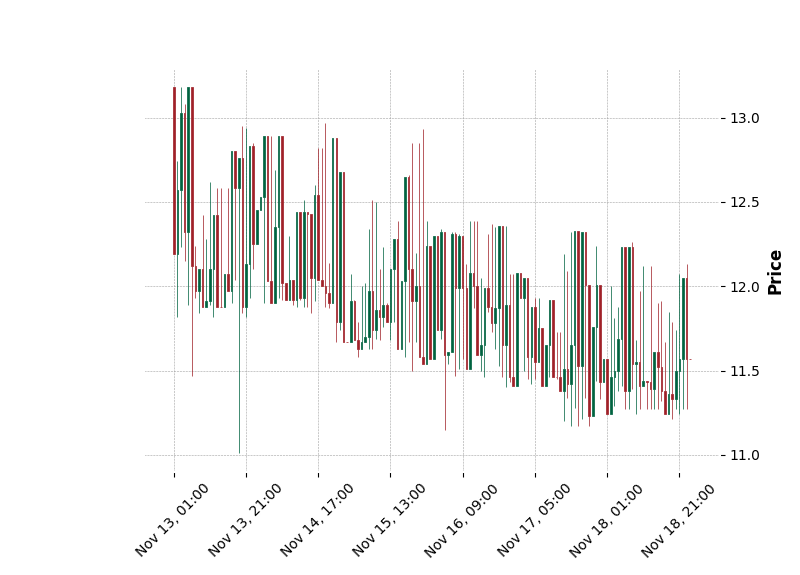 13.0
12.5
12.0
11.5
11.0
Price
Nov 13, 01:00
Nov 13, 21:00
Nov 14, 17:00
Nov 15, 13:00
Nov 16, 09:00
Nov 17, 05:00
Nov 18, 01:00
Nov 18, 21:00